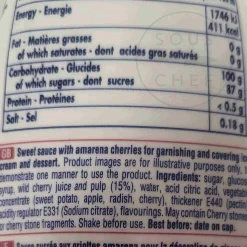 Energy - Energie
1746 kJ
411 kcal
Fat - Matières grasses
of which saturates - dont acides gras saturés
0 g
0 g
Carbohydrate - Glucides
of which sugars - dont sucres
100 g
87 g
Protein - Protéines
< 0.5 g
Salt - Sel
0.18 g
GB Sweet sauce with amarena cherries for garnishing and covering ice
cream and dessert. Product images are for illustrative purposes only,
demonstrate one manner to use the product. Ingredients: sugar, glucose
syrup, wild cherry juice and pulp (15%), water, acid citric acid, vegetable
concentrate (sweet potato, apple, radish, cherry), thickener E440 (pectin)
acidity regulator E331 (Sodium citrate), flavourings. May contain Cherry stones
or cherry stone fragments. Shake before use. Best before: date on